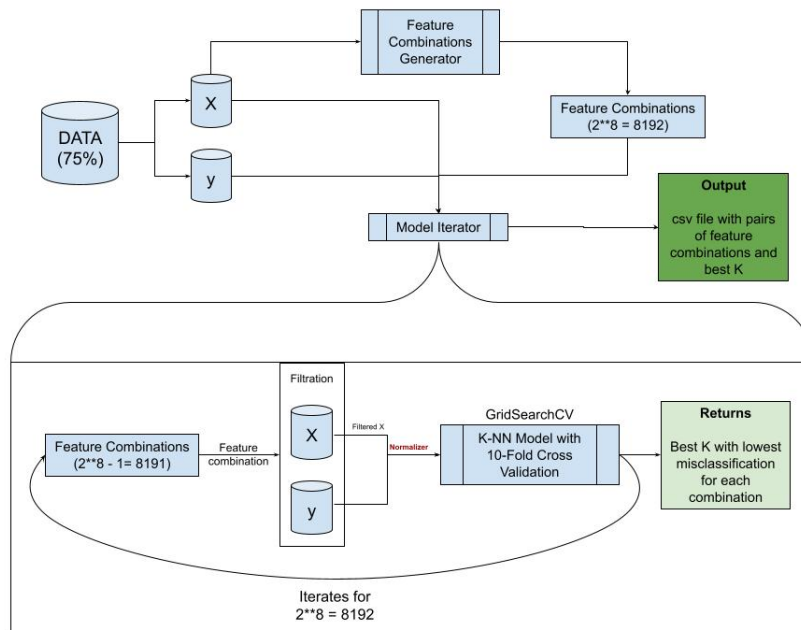 Feature
Combinations
Generator
X
DATA
(75%)
y
Feature Combinations
(2**8 = 8192)
Model Iterator
Output
csv file with pairs
of feature
combinations and
best K
Filtration
GridSearchCV
Feature Combinations
(2**8 - 1= 8191)
Feature
combination
X
y
Filtered X
Normalizer
K-NN Model with
10-Fold Cross
Validation
Returns
Best K with lowest
misclassification
for each
combination
Iterates for
2**8 = 8192